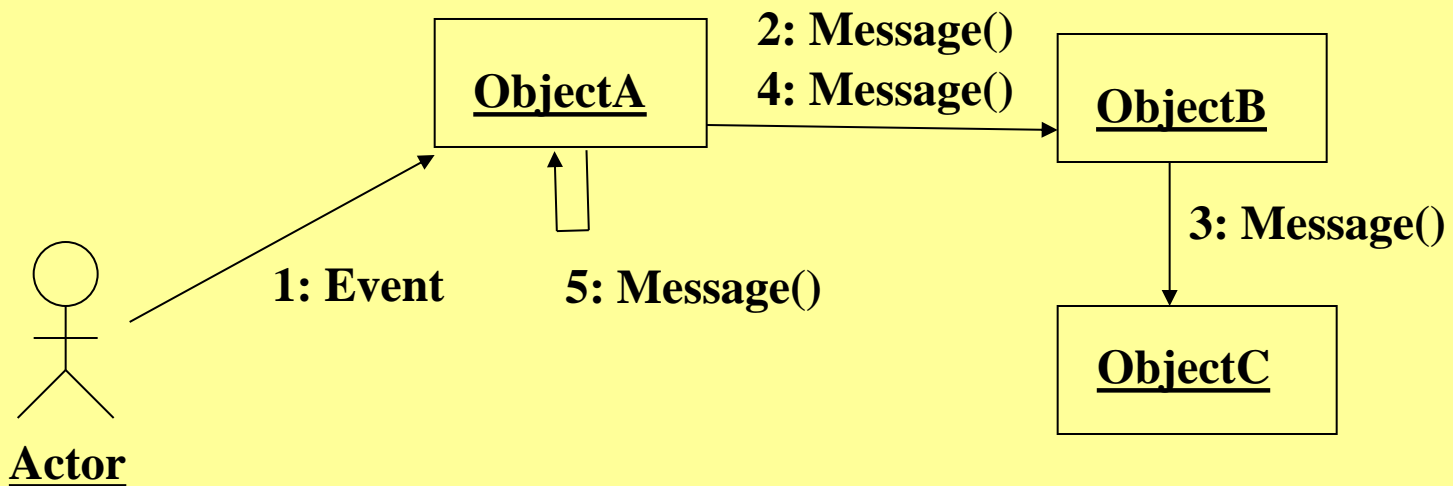 2: Message()
4: Message()
ObjectA
ObjectB
3: Message()
1: Event
5: Message()
ObjectC
Actor